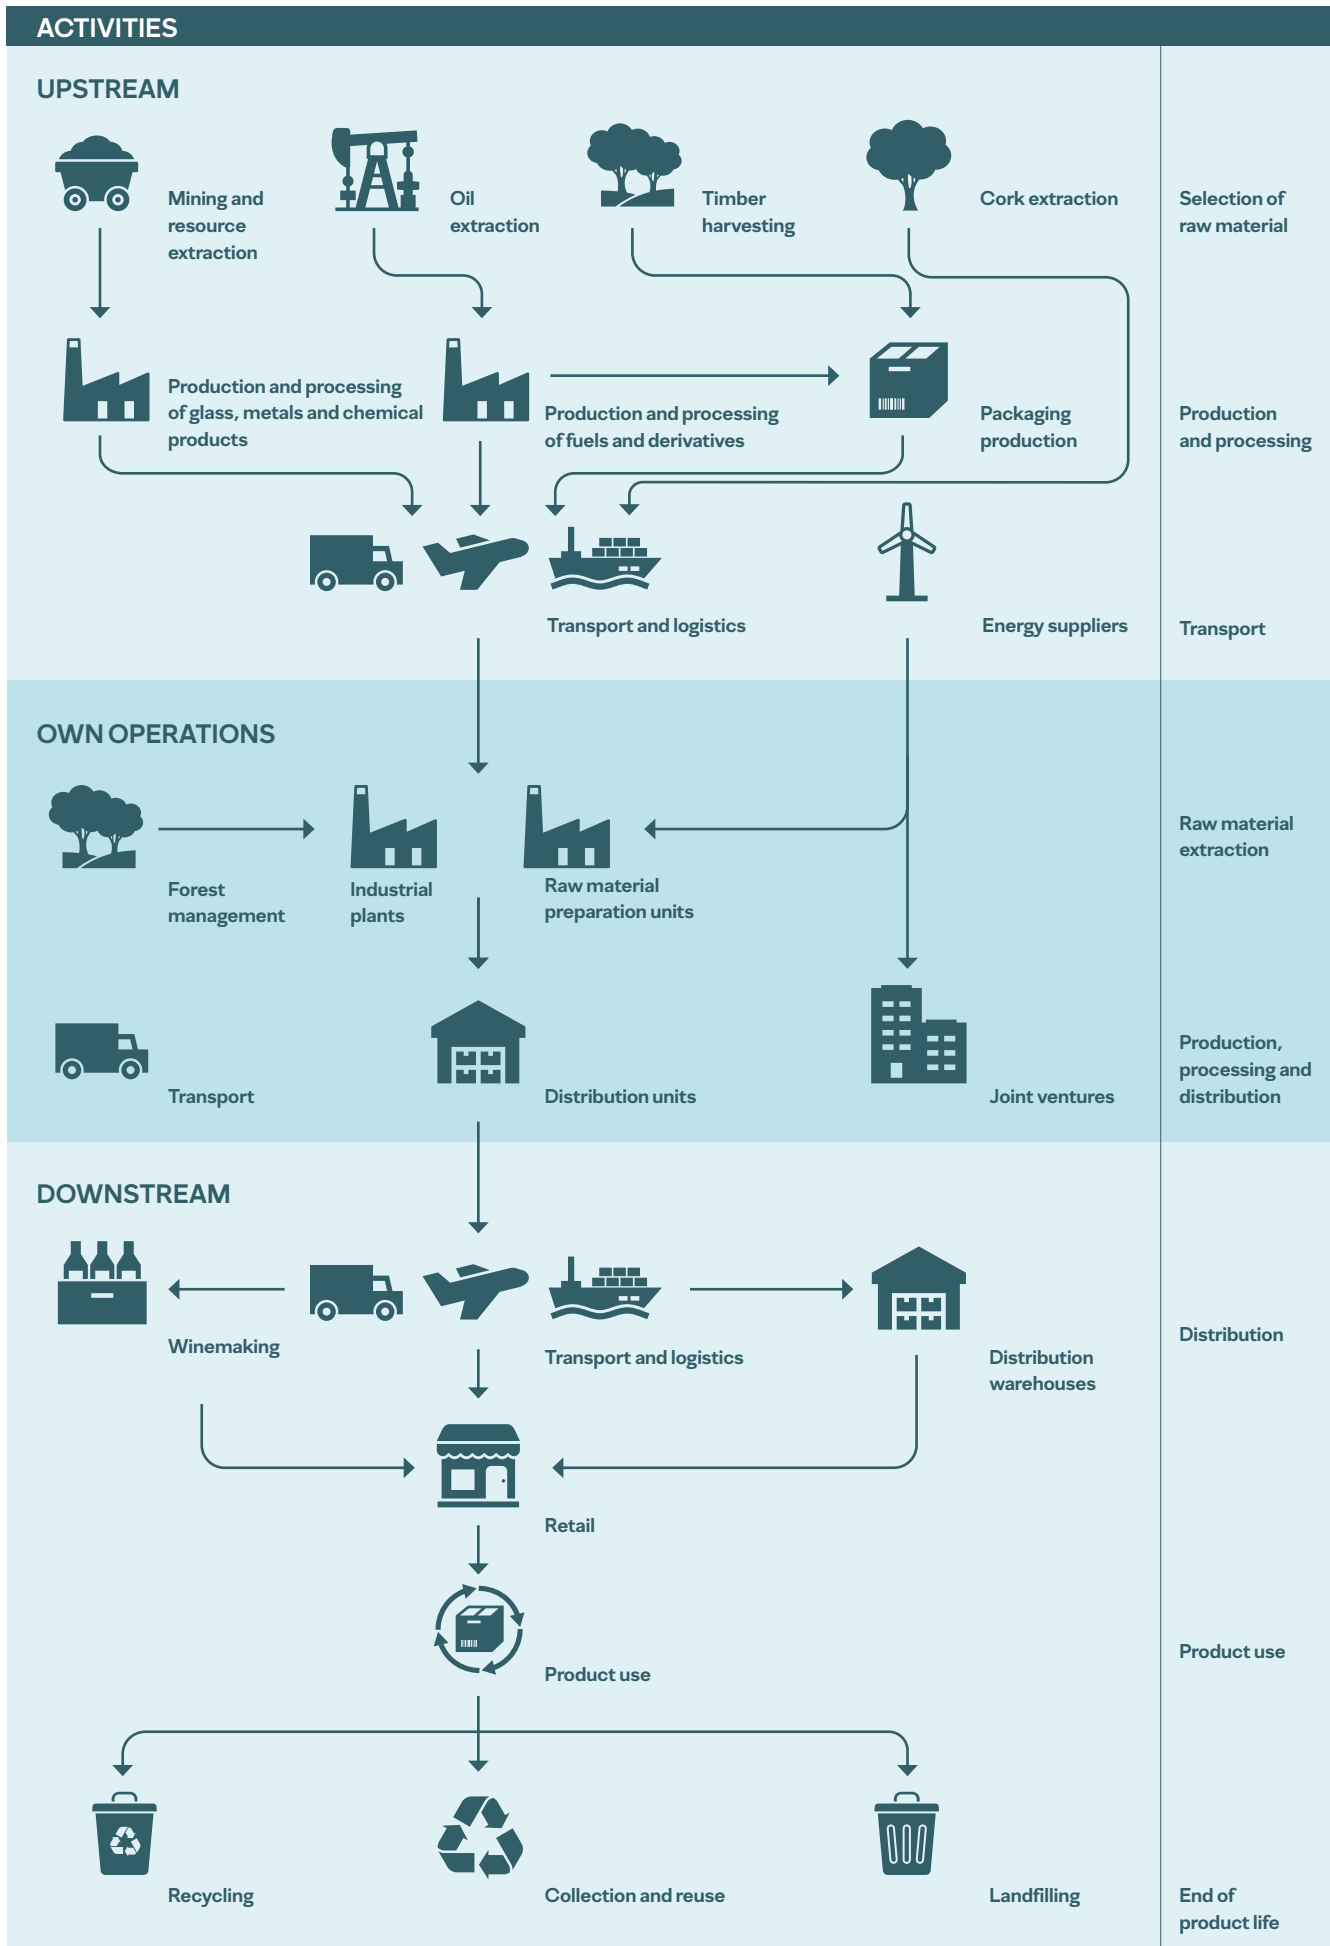 ACTIVITIES
UPSTREAM
Mining and
resource
extraction
Oil
extraction
Timber
harvesting
Cork extraction
Selection of
raw material
Production and processing
of glass, metals and chemical
products
Production and processing
of fuels and derivatives
Packaging
production
Production
and processing
Transport and logistics
Energy suppliers
Transport
OWN OPERATIONS
Forest
management
Industrial
plants
Raw material
preparation units
Raw material
extraction
Transport
Distribution units
Joint ventures
Production,
processing and
distribution
DOWNSTREAM
Winemaking
Transport and logistics
Distribution
warehouses
Distribution
Retail
Product use
Product use
Recycling
Collection and reuse
Landfilling
End of
product life